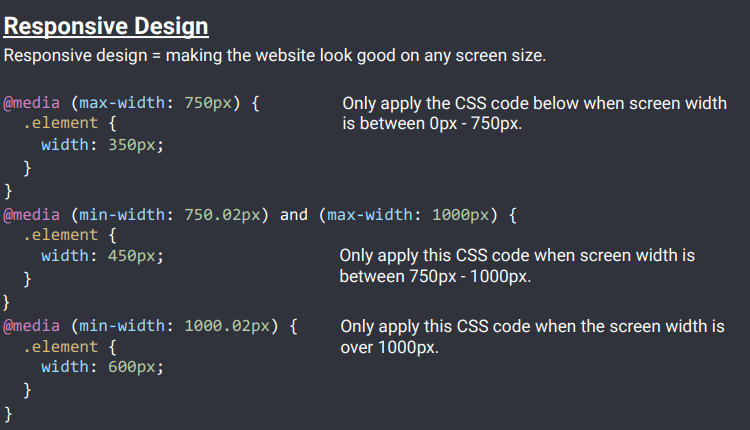 Responsive Design
Responsive design = making the website look good on any screen size.
@media (max-width: 750px) {
  .element {
    width: 350px;
  }
}
Only apply the CSS code below when screen width
is between 0px - 750px.
@media (min-width: 750.02px) and (max-width: 1000px) {
  .element {
    width: 450px;
  }
}
Only apply this CSS code when screen width is
between 750px - 1000px.
@media (min-width: 1000.02px) {
  .element {
    width: 600px;
  }
}
Only apply this CSS code when the screen width is
over 1000px.